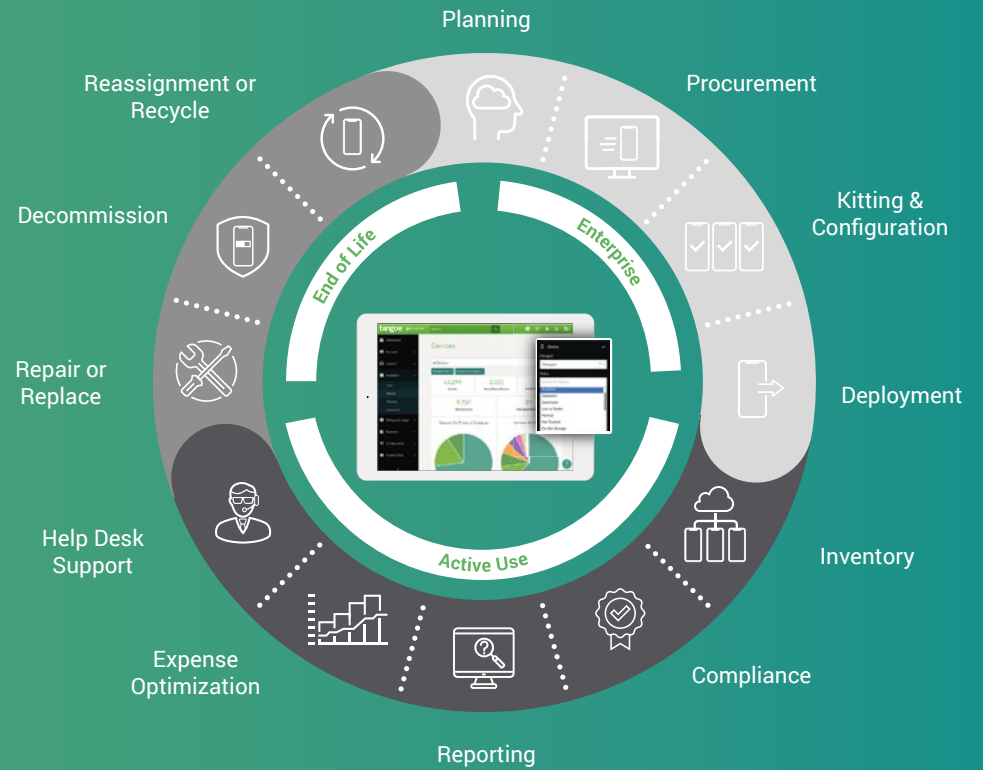 Planning
Procurement
Kitting &
Configuration
Deployment
Inventory
Compliance
Reporting
Expense
Optimization
Help Desk
Support
Repair or
Replace
Decommission
Reassignment or
Recycle
End of Life
Enterprise
Active Use
tangoe
Devices
Device